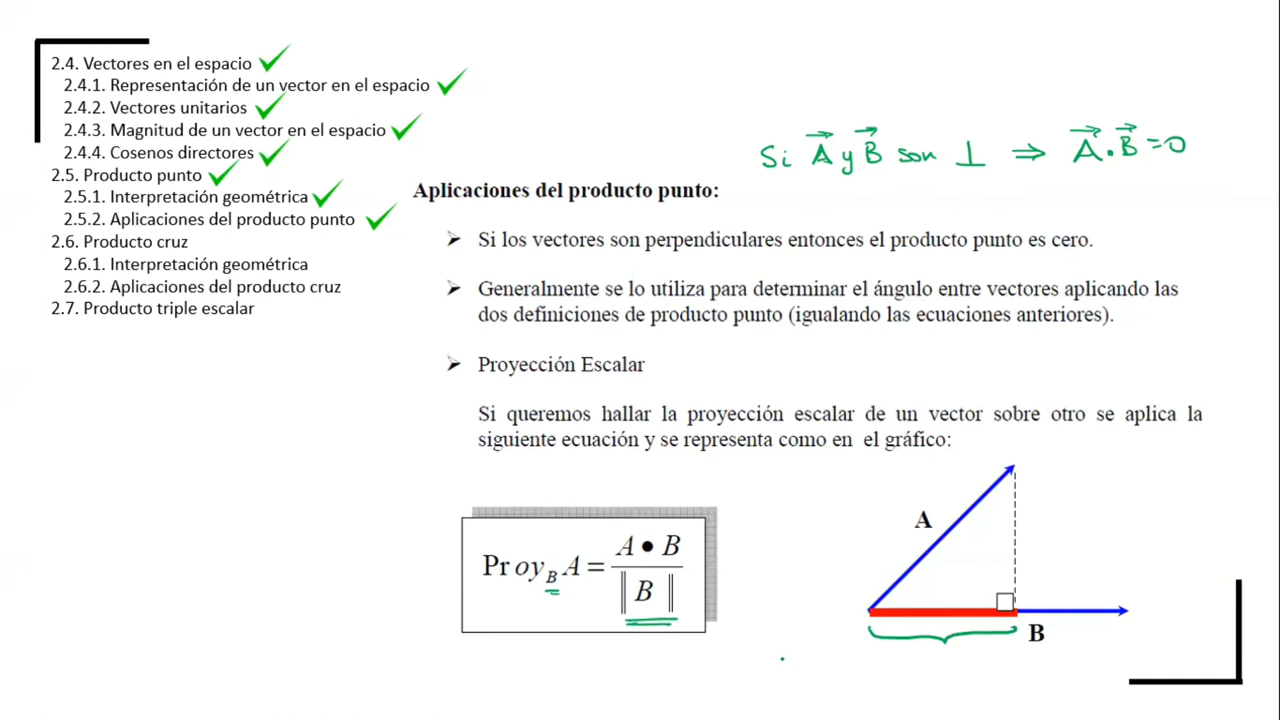 2.4. Vectores en el espacio
2.4.1. Representación de un vector en el espacio
2.4.2. Vectores unitarios
2.4.3. Magnitud de un vector en el espacio
2.4.4. Cosenos directores
2.5. Producto punto
2.5.1. Interpretación geométrica
2.5.2. Aplicaciones del producto punto
2.6. Producto cruz
2.6.1. Interpretación geométrica
2.6.2. Aplicaciones del producto cruz
2.7. Producto triple escalar
Si A⃗ y B⃗ son ⊥ ⇒ A⃗ • B⃗ = 0
Aplicaciones del producto punto:
➢ Si los vectores son perpendiculares entonces el producto punto es cero.
➢ Generalmente se lo utiliza para determinar el ángulo entre vectores aplicando las
dos definiciones de producto punto (igualando las ecuaciones anteriores).
➢ Proyección Escalar
Si queremos hallar la proyección escalar de un vector sobre otro se aplica la
siguiente ecuación y se representa como en el gráfico:
Pr oy_B A = A • B / ‖ B ‖
A
B